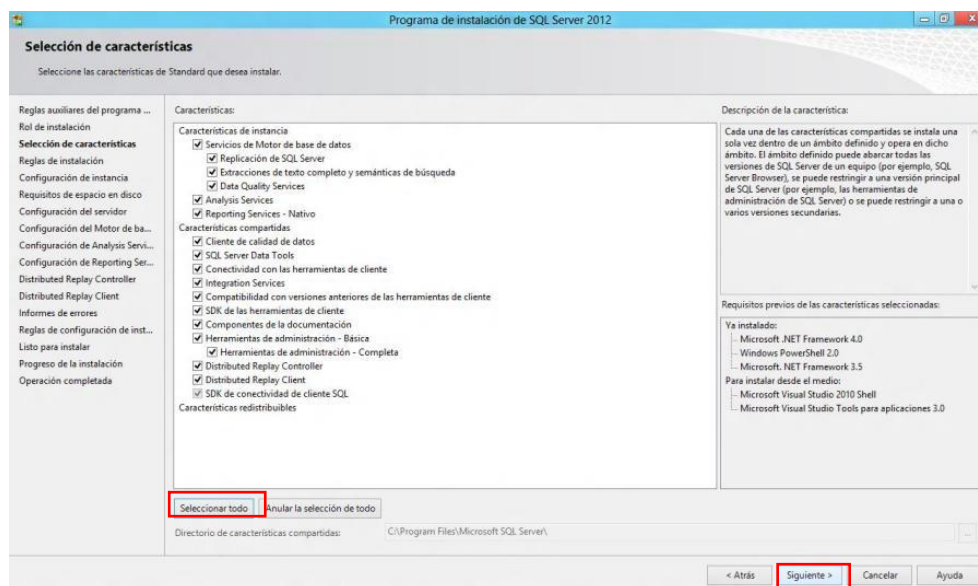 Programa de instalación de SQL Server 2012
Selección de características
Seleccione las características de Standard que desea instalar.
Reglas auxiliares del programa ...
Rol de instalación
Selección de características
Reglas de instalación
Configuración de instancia
Requisitos de espacio en disco
Configuración del servidor
Configuración del Motor de ba...
Configuración de Analysis Servi...
Configuración de Reporting Ser...
Distributed Replay Controller
Distributed Replay Client
Informes de errores
Reglas de configuración de inst...
Listo para instalar
Progreso de la instalación
Operación completada
Características:
Características de instancia
Servicios de Motor de base de datos
Replicación de SQL Server
Extracciones de texto completo y semánticas de búsqueda
Data Quality Services
Analysis Services
Reporting Services - Nativo
Características compartidas
Cliente de calidad de datos
SQL Server Data Tools
Conectividad con las herramientas de cliente
Integration Services
Compatibilidad con versiones anteriores de las herramientas de cliente
SDK de las herramientas de cliente
Componentes de la documentación
Herramientas de administración - Básica
Herramientas de administración - Completa
Distributed Replay Controller
Distributed Replay Client
SDK de conectividad de cliente SQL
Características redistribuibles
Descripción de la característica:
Cada una de las características compartidas se instala una
sola vez dentro de un ámbito definido y opera en dicho
ámbito. El ámbito definido puede abarcar todas las
versiones de SQL Server de un equipo (por ejemplo, SQL
Server Browser), se puede restringir a una versión principal
de SQL Server (por ejemplo, las herramientas de
administración de SQL Server) o se puede restringir a una o
varios versiones secundarias.
Requisitos previos de las características seleccionadas:
Ya instalado:
Microsoft .NET Framework 4.0
Windows PowerShell 2.0
Microsoft. NET Framework 3.5
Para instalar desde el medio:
Microsoft Visual Studio 2010 Shell
Microsoft Visual Studio Tools para aplicaciones 3.0
Seleccionar todo
Anular la selección de todo
Directorio de características compartidas:
C:\Program Files\Microsoft SQL Server\
...
< Atrás
Siguiente >
Cancelar
Ayuda